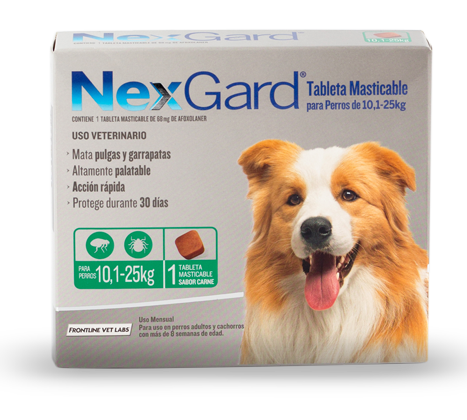 NexGard®
Tableta Masticable
para Perros de 10,1-25kg
CONTIENE 1 TABLETA MASTICABLE DE 68mg DE AFOXOLANER
USO VETERINARIO
· Mata pulgas y garrapatas
· Altamente palatable
· Acción rápida
· Protege durante 30 días
PARA
PERROS
10,1-25kg
1 TABLETA
MASTICABLE
SABOR CARNE
FRONTLINE VET LABS
Uso Mensual
Para uso en perros adultos y cachorros
con más de 8 semanas de edad.